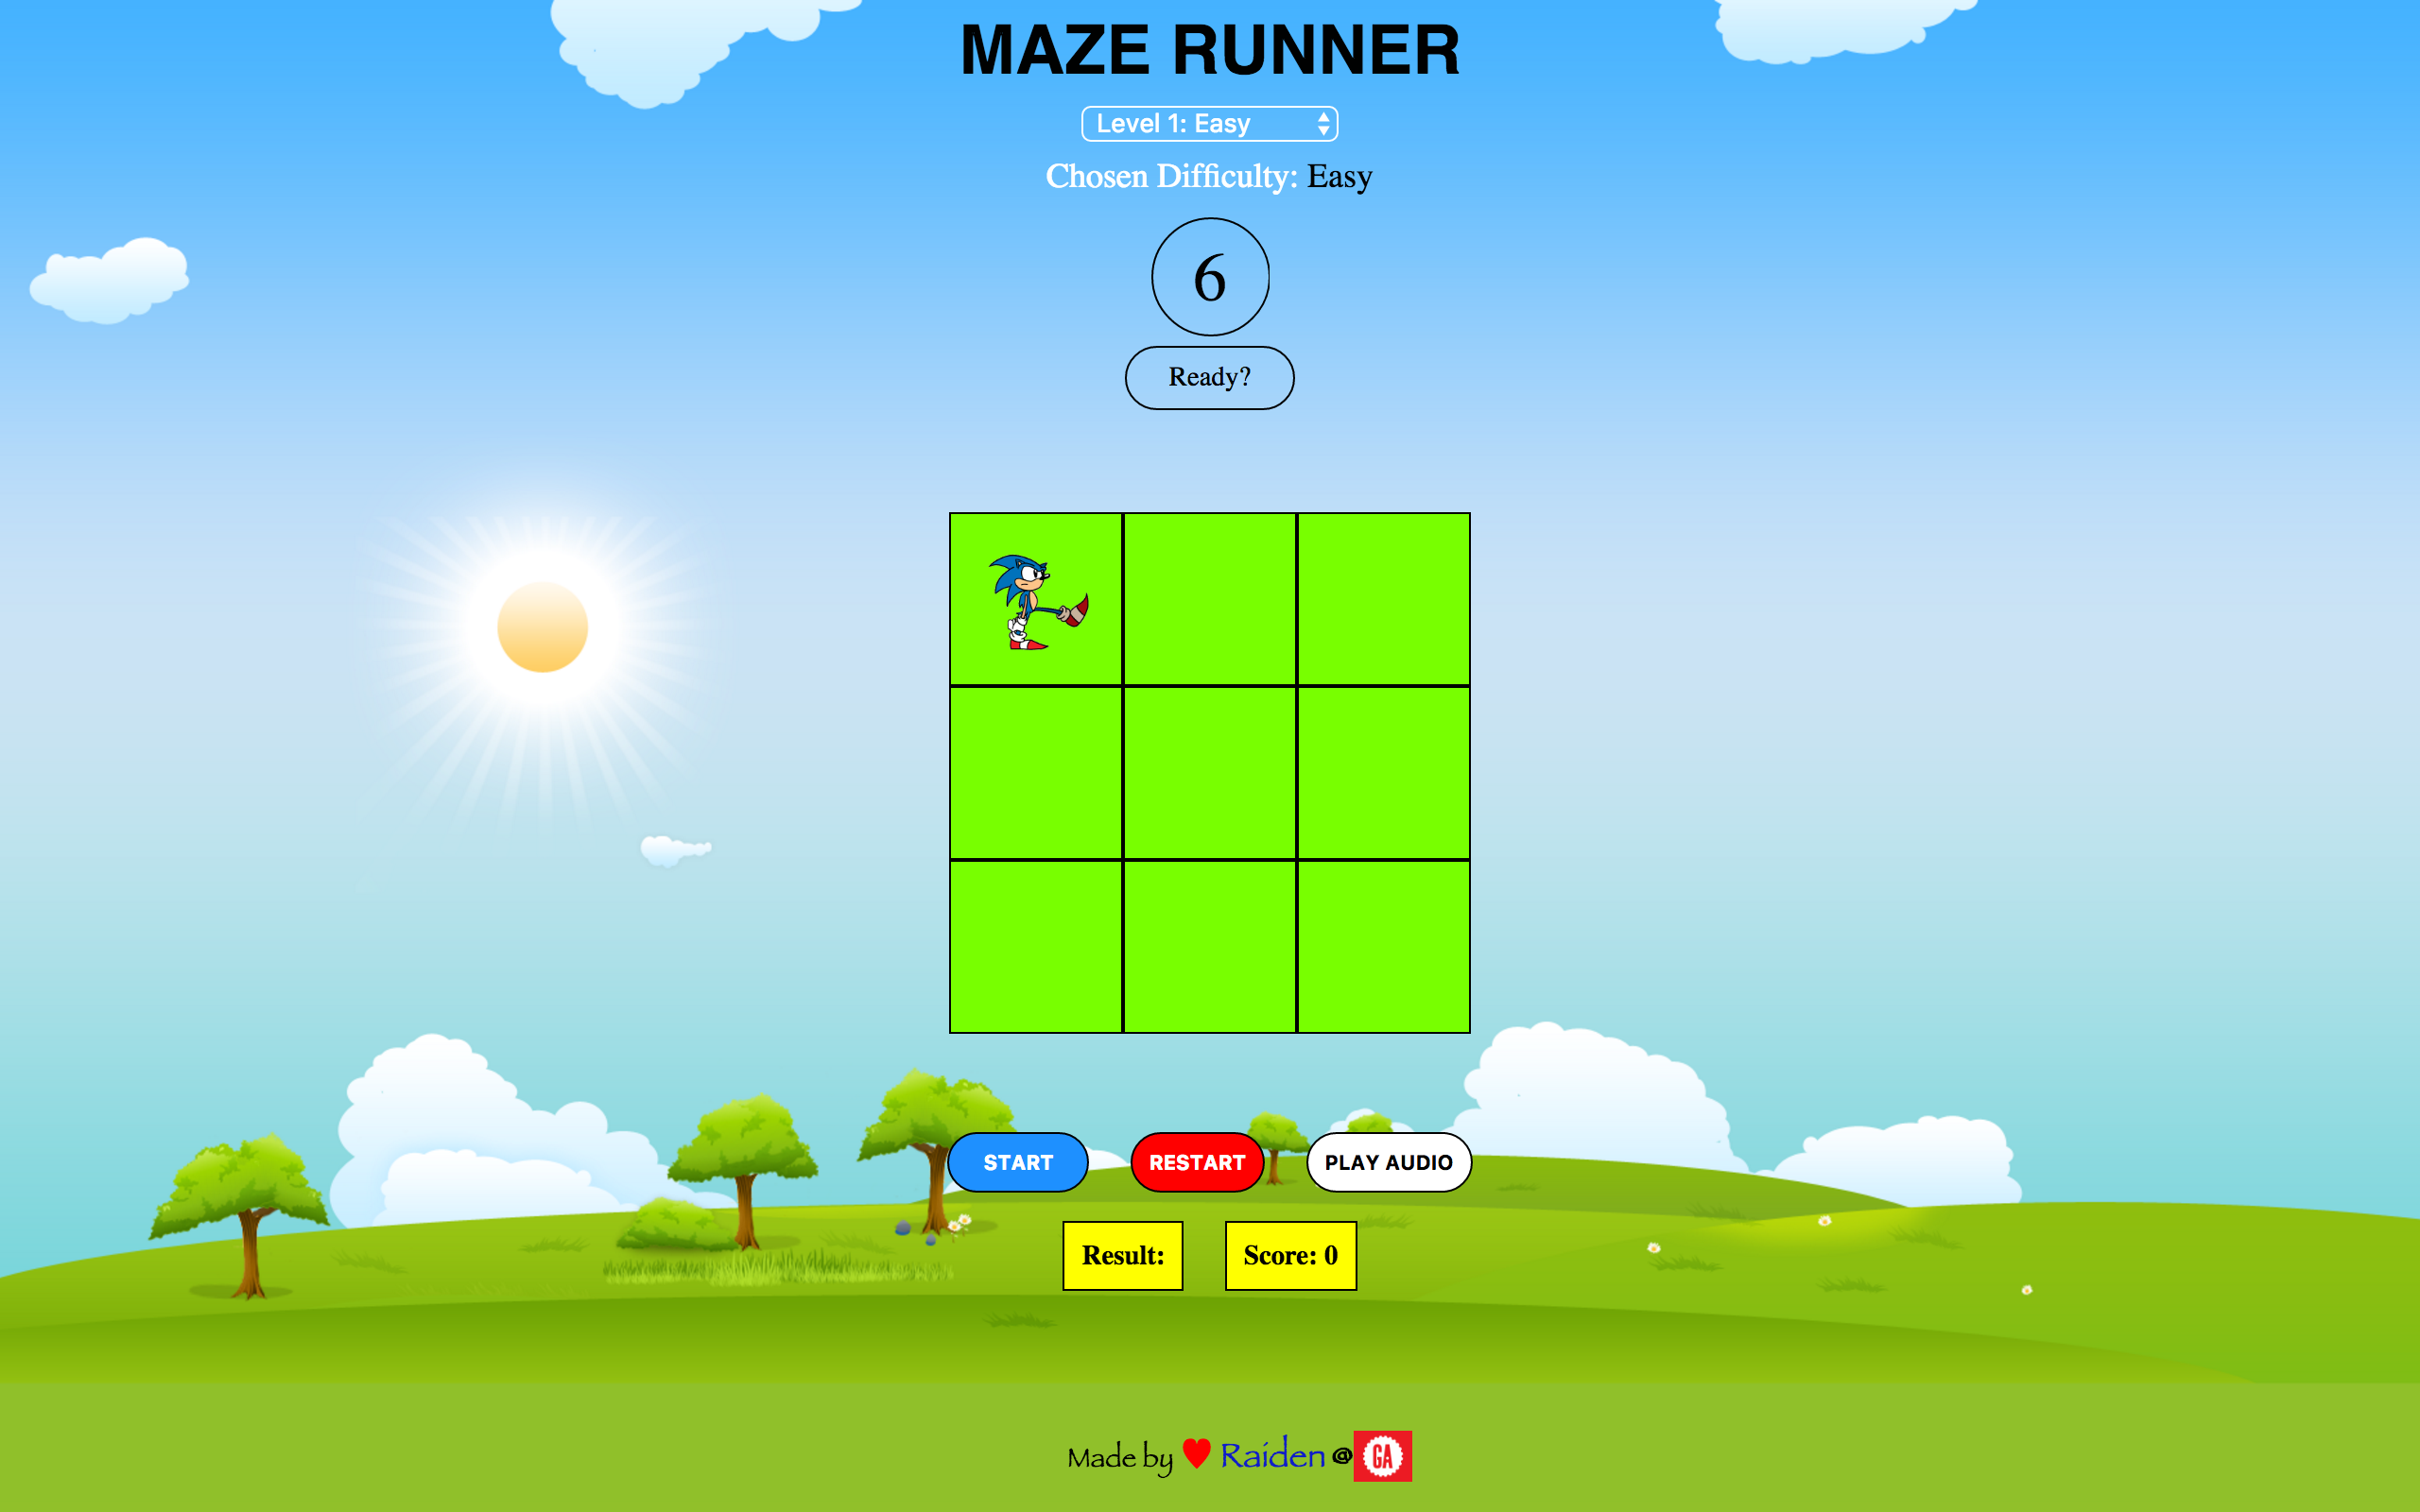 MAZE RUNNER
Level 1: Easy
Chosen Difficulty: Easy
6
Ready?
START RESTART PLAY AUDIO
Result: Score: 0
Made by ♥ Raiden @ GA